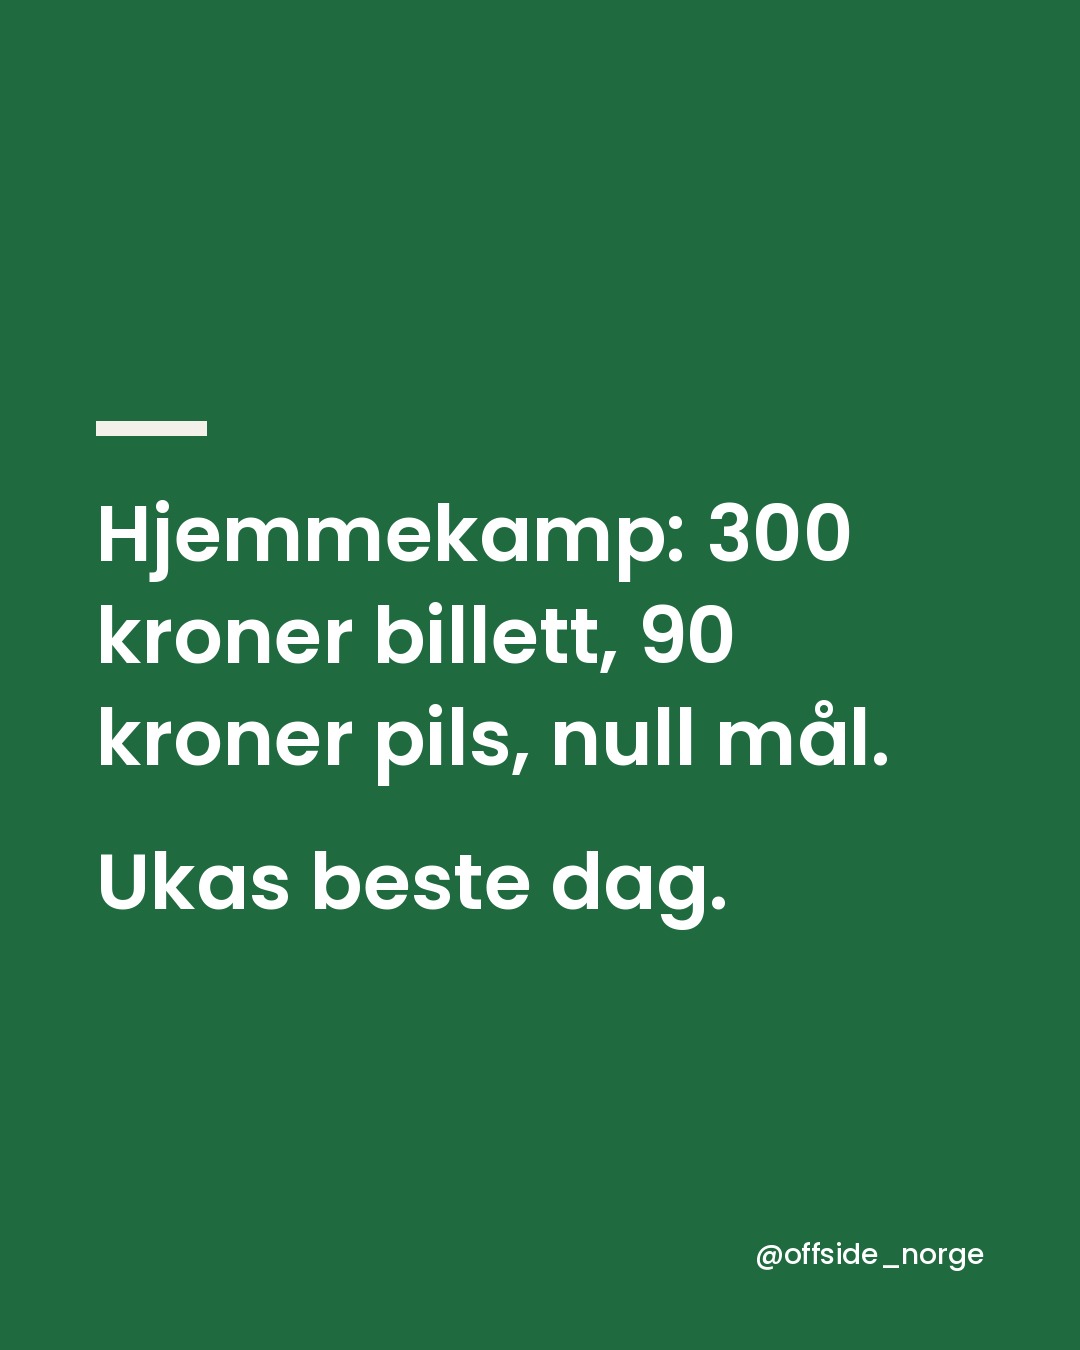 Hjemmekamp: 300
kroner billett, 90
kroner pils, null mål.
Ukas beste dag.
@offside_norge